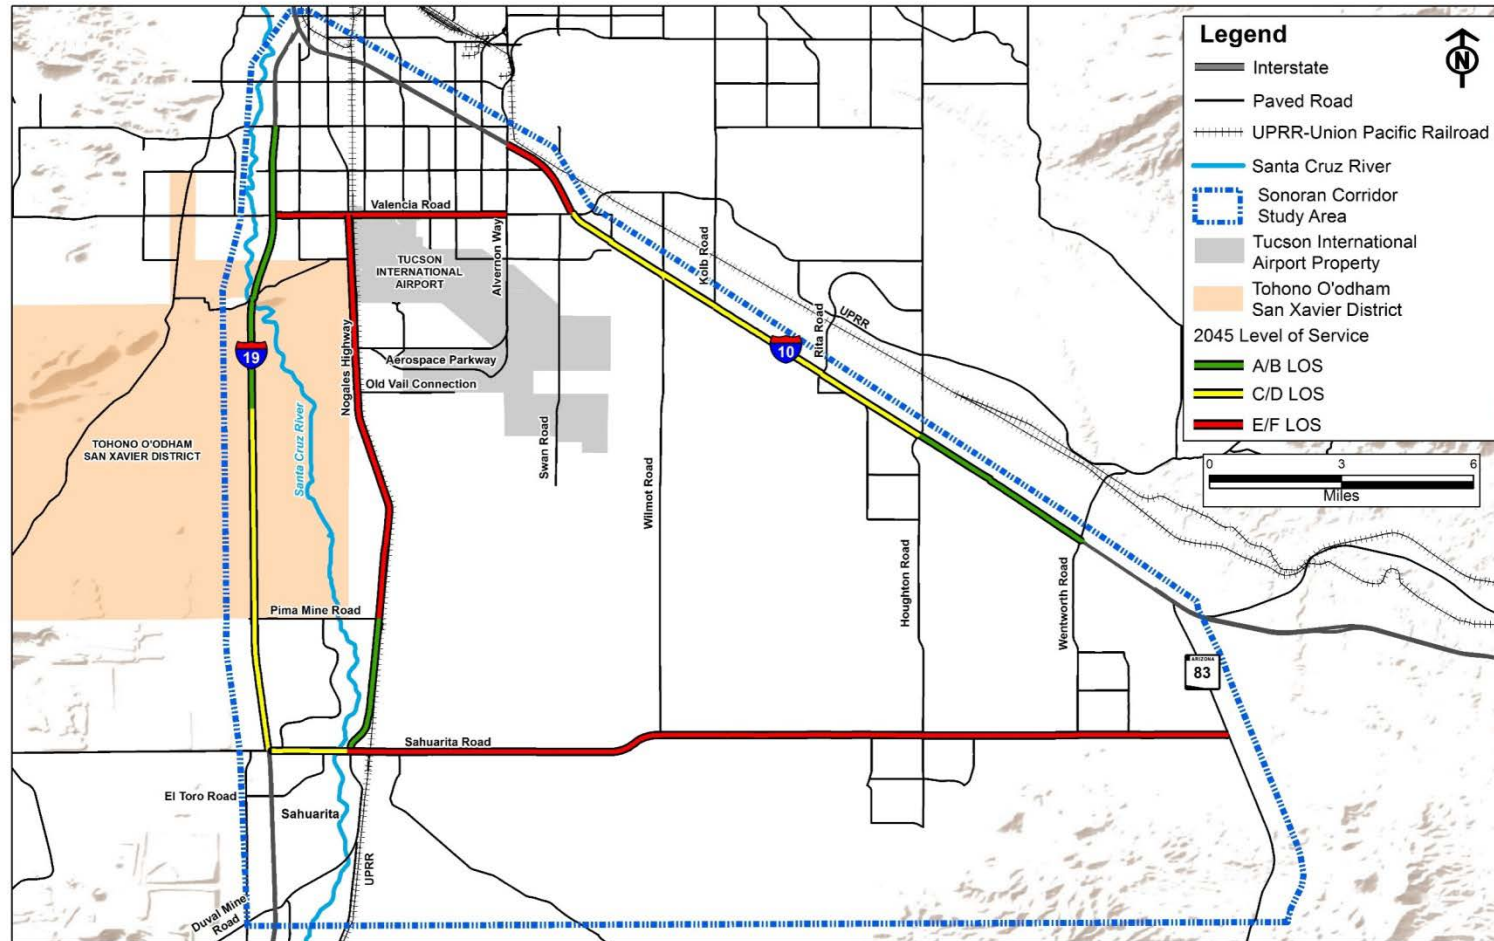 Legend
N
Interstate
Paved Road
UPRR-Union Pacific Railroad
Santa Cruz River
Sonoran Corridor
Study Area
Tucson International
Airport Property
Tohono O'odham
San Xavier District
2045 Level of Service
A/B LOS
C/D LOS
E/F LOS
0 3 6
Miles
Valencia Road
Alvernon Way
TUCSON
INTERNATIONAL
AIRPORT
Kolb Road
UPRR
Rita Road
10
19
Nogales Highway
Aerospace Parkway
Old Vail Connection
TOHONO O'ODHAM
SAN XAVIER DISTRICT
Santa Cruz River
Swan Road
Wilmot Road
Houghton Road
Wentworth Road
Pima Mine Road
ARIZONA
83
Sahuarita Road
El Toro Road
Sahuarita
UPRR
Duval Mine
Road